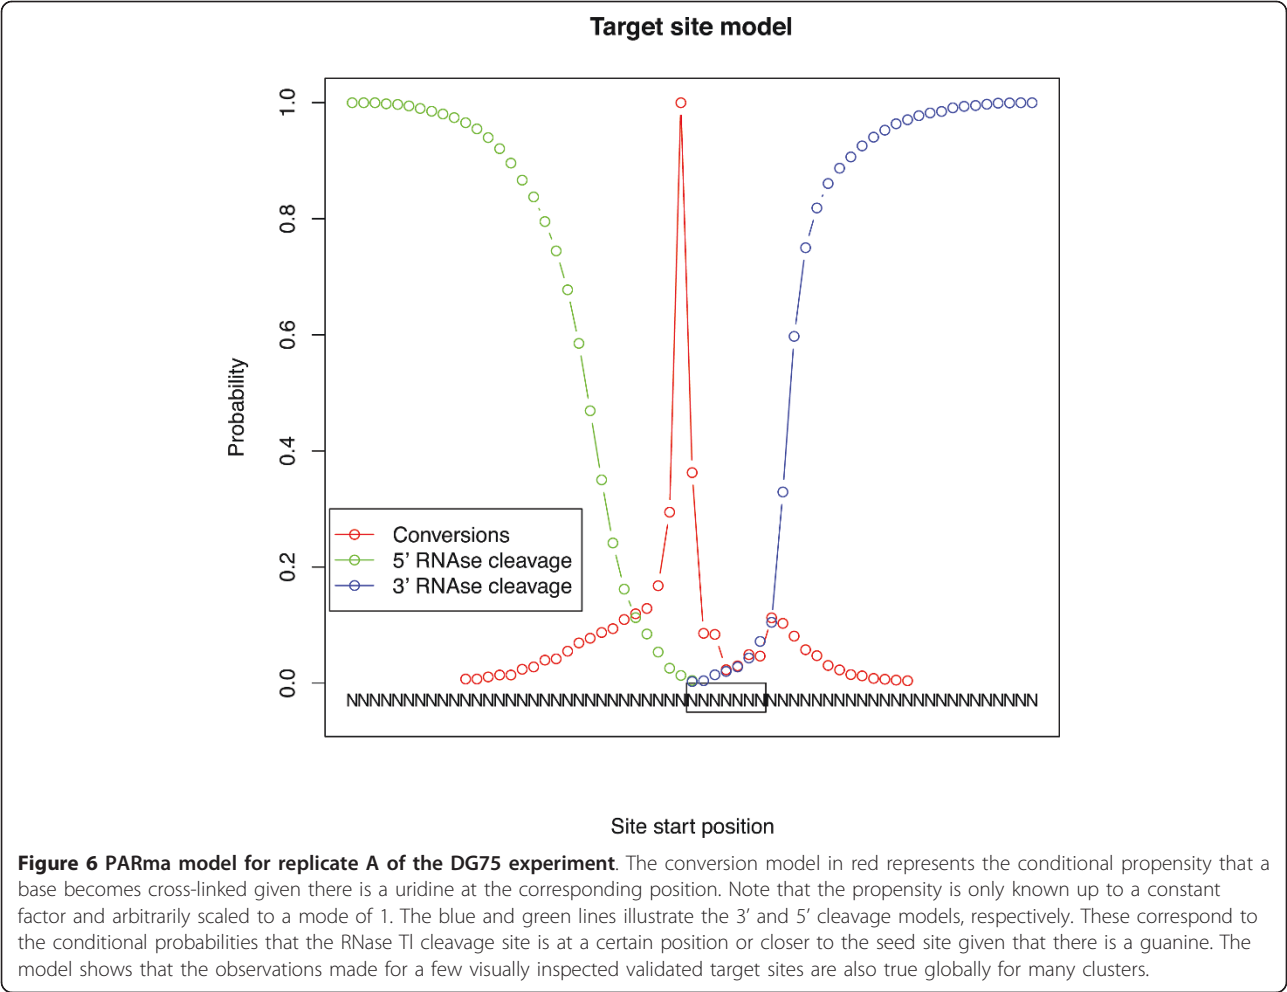 Target site model
1.0
0.8
0.6
0.4
0.2
0.0
Probability
Conversions
5’ RNAse cleavage
3’ RNAse cleavage
NNNNNNNNNNNNNNNNNNNNNNNNNNNNNNNNNNNNNNNNNNNNNNNNNNNNNNNNNNNNN
Site start position
Figure 6 PARma model for replicate A of the DG75 experiment. The conversion model in red represents the conditional propensity that a
base becomes cross-linked given there is a uridine at the corresponding position. Note that the propensity is only known up to a constant
factor and arbitrarily scaled to a mode of 1. The blue and green lines illustrate the 3’ and 5’ cleavage models, respectively. These correspond to
the conditional probabilities that the RNase Tl cleavage site is at a certain position or closer to the seed site given that there is a guanine. The
model shows that the observations made for a few visually inspected validated target sites are also true globally for many clusters.